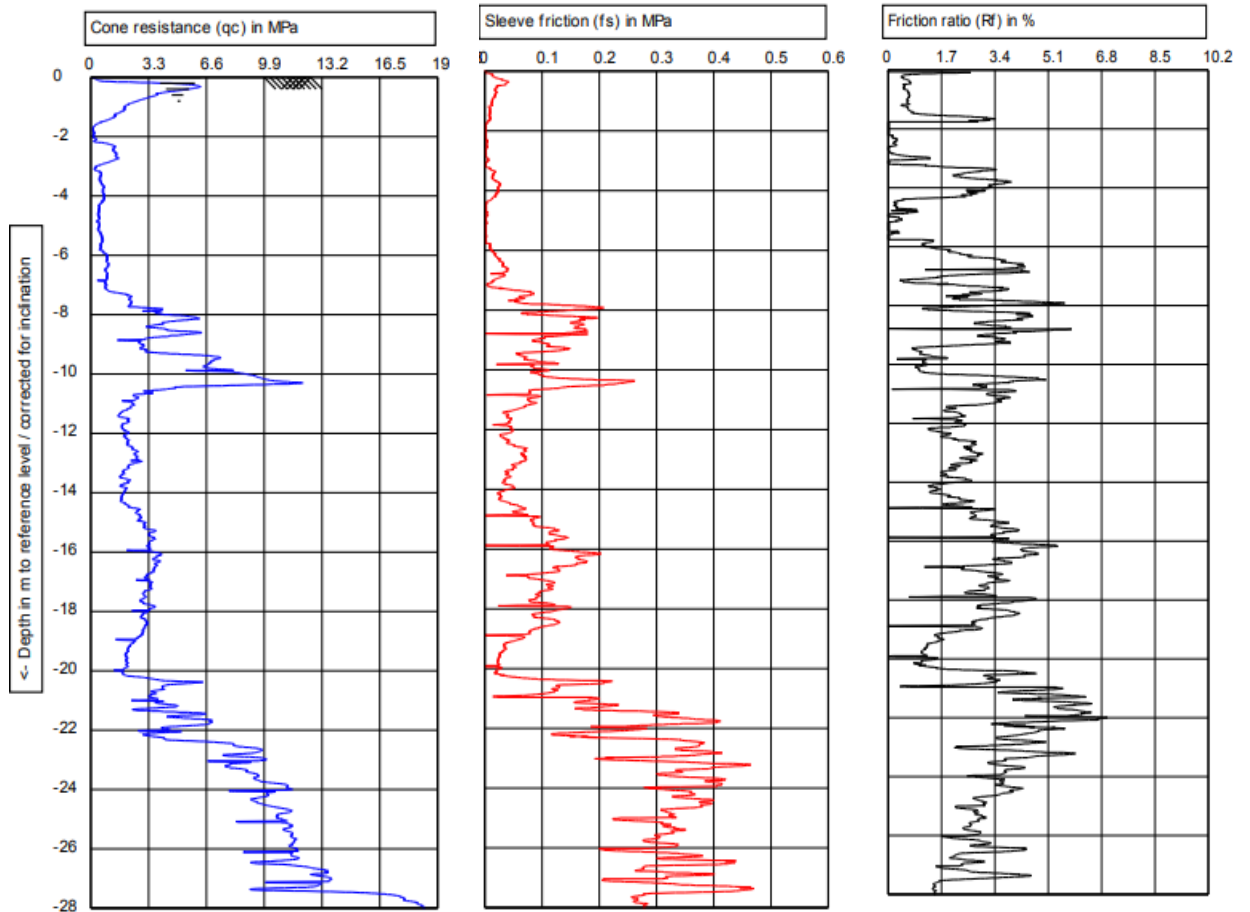 Cone resistance (qc) in MPa
0 3.3 6.6 9.9 13.2 16.5 19
Sleeve friction (fs) in MPa
0 0.1 0.2 0.3 0.4 0.5 0.6
Friction ratio (Rf) in %
0 1.7 3.4 5.1 6.8 8.5 10.2
0
-2
-4
-6
-8
-10
-12
-14
-16
-18
-20
-22
-24
-26
-28
<- Depth in m to reference level / corrected for inclination